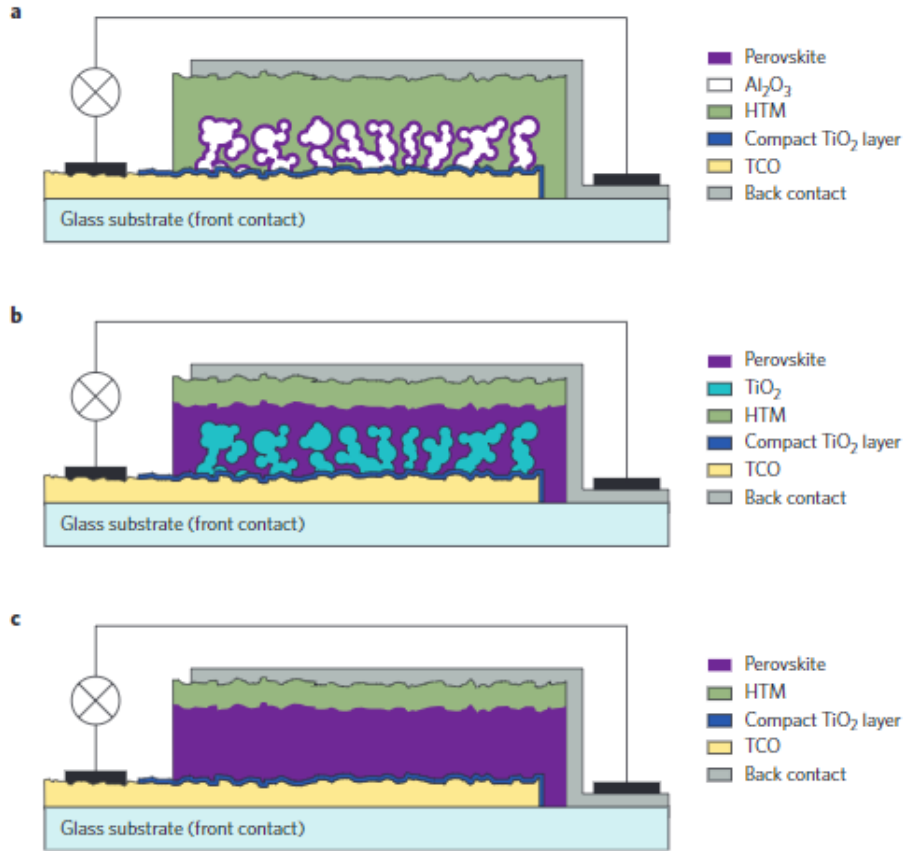 a
Perovskite
Al₂O₃
HTM
Compact TiO₂ layer
TCO
Back contact
Glass substrate (front contact)
b
Perovskite
TiO₂
HTM
Compact TiO₂ layer
TCO
Back contact
Glass substrate (front contact)
c
Perovskite
HTM
Compact TiO₂ layer
TCO
Back contact
Glass substrate (front contact)